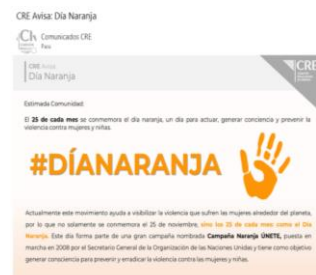 CRE Avisa: Día Naranja
Comunicados CRE
CRE Avisa
Día Naranja
CRE
Estimada Comunidad:
El 25 de cada mes se conmemora el día naranja, un día para actuar, generar conciencia y prevenir la
violencia contra mujeres y niñas.
#DÍANARANJA
Actualmente este movimiento ayuda a visibilizar la violencia que sufren las mujeres alrededor del planeta,
por lo que no solamente se conmemora el 25 de noviembre, sino los 25 de cada mes como el Día
Naranja. Este día forma parte de una gran campaña nombrada Campaña Naranja ÚNETE, puesta en
marcha en 2008 por el Secretario General de la Organización de las Naciones Unidas y tiene como objetivo
generar conciencia para prevenir y erradicar la violencia contra las mujeres y niñas.